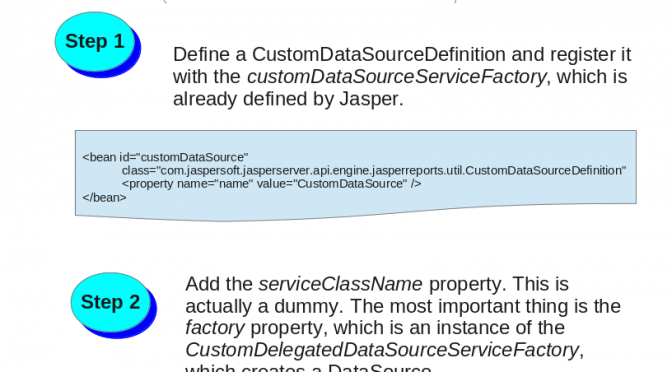 Step 1
Define a CustomDataSourceDefinition and register it
with the customDataSourceServiceFactory, which is
already defined by Jasper.
<bean id="customDataSource"
class="com.jaspersoft.jasperserver.api.engine.jasperreports.util.CustomDataSourceDefinition"
<property name="name" value="CustomDataSource" />
</bean>
Step 2
Add the serviceClassName property. This is
actually a dummy. The most important thing is the
factory property, which is an instance of the
CustomDelegatedDataSourceServiceFactory,
which creates a DataSource